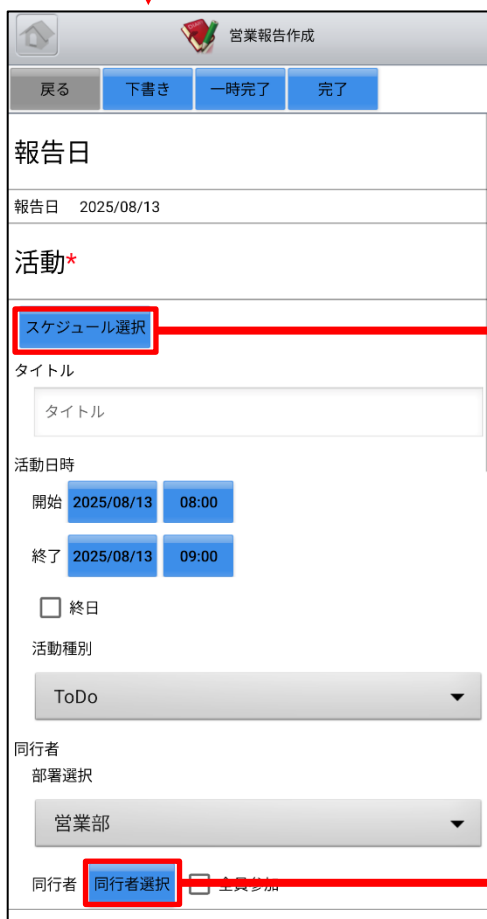 営業報告作成
戻る 下書き 一時完了 完了
報告日
報告日 2025/08/13
活動*
スケジュール選択
タイトル
タイトル
活動日時
開始 2025/08/13 08:00
終了 2025/08/13 09:00
終日
活動種別
ToDo
同行者
部署選択
営業部
同行者 同行者選択 全員参加